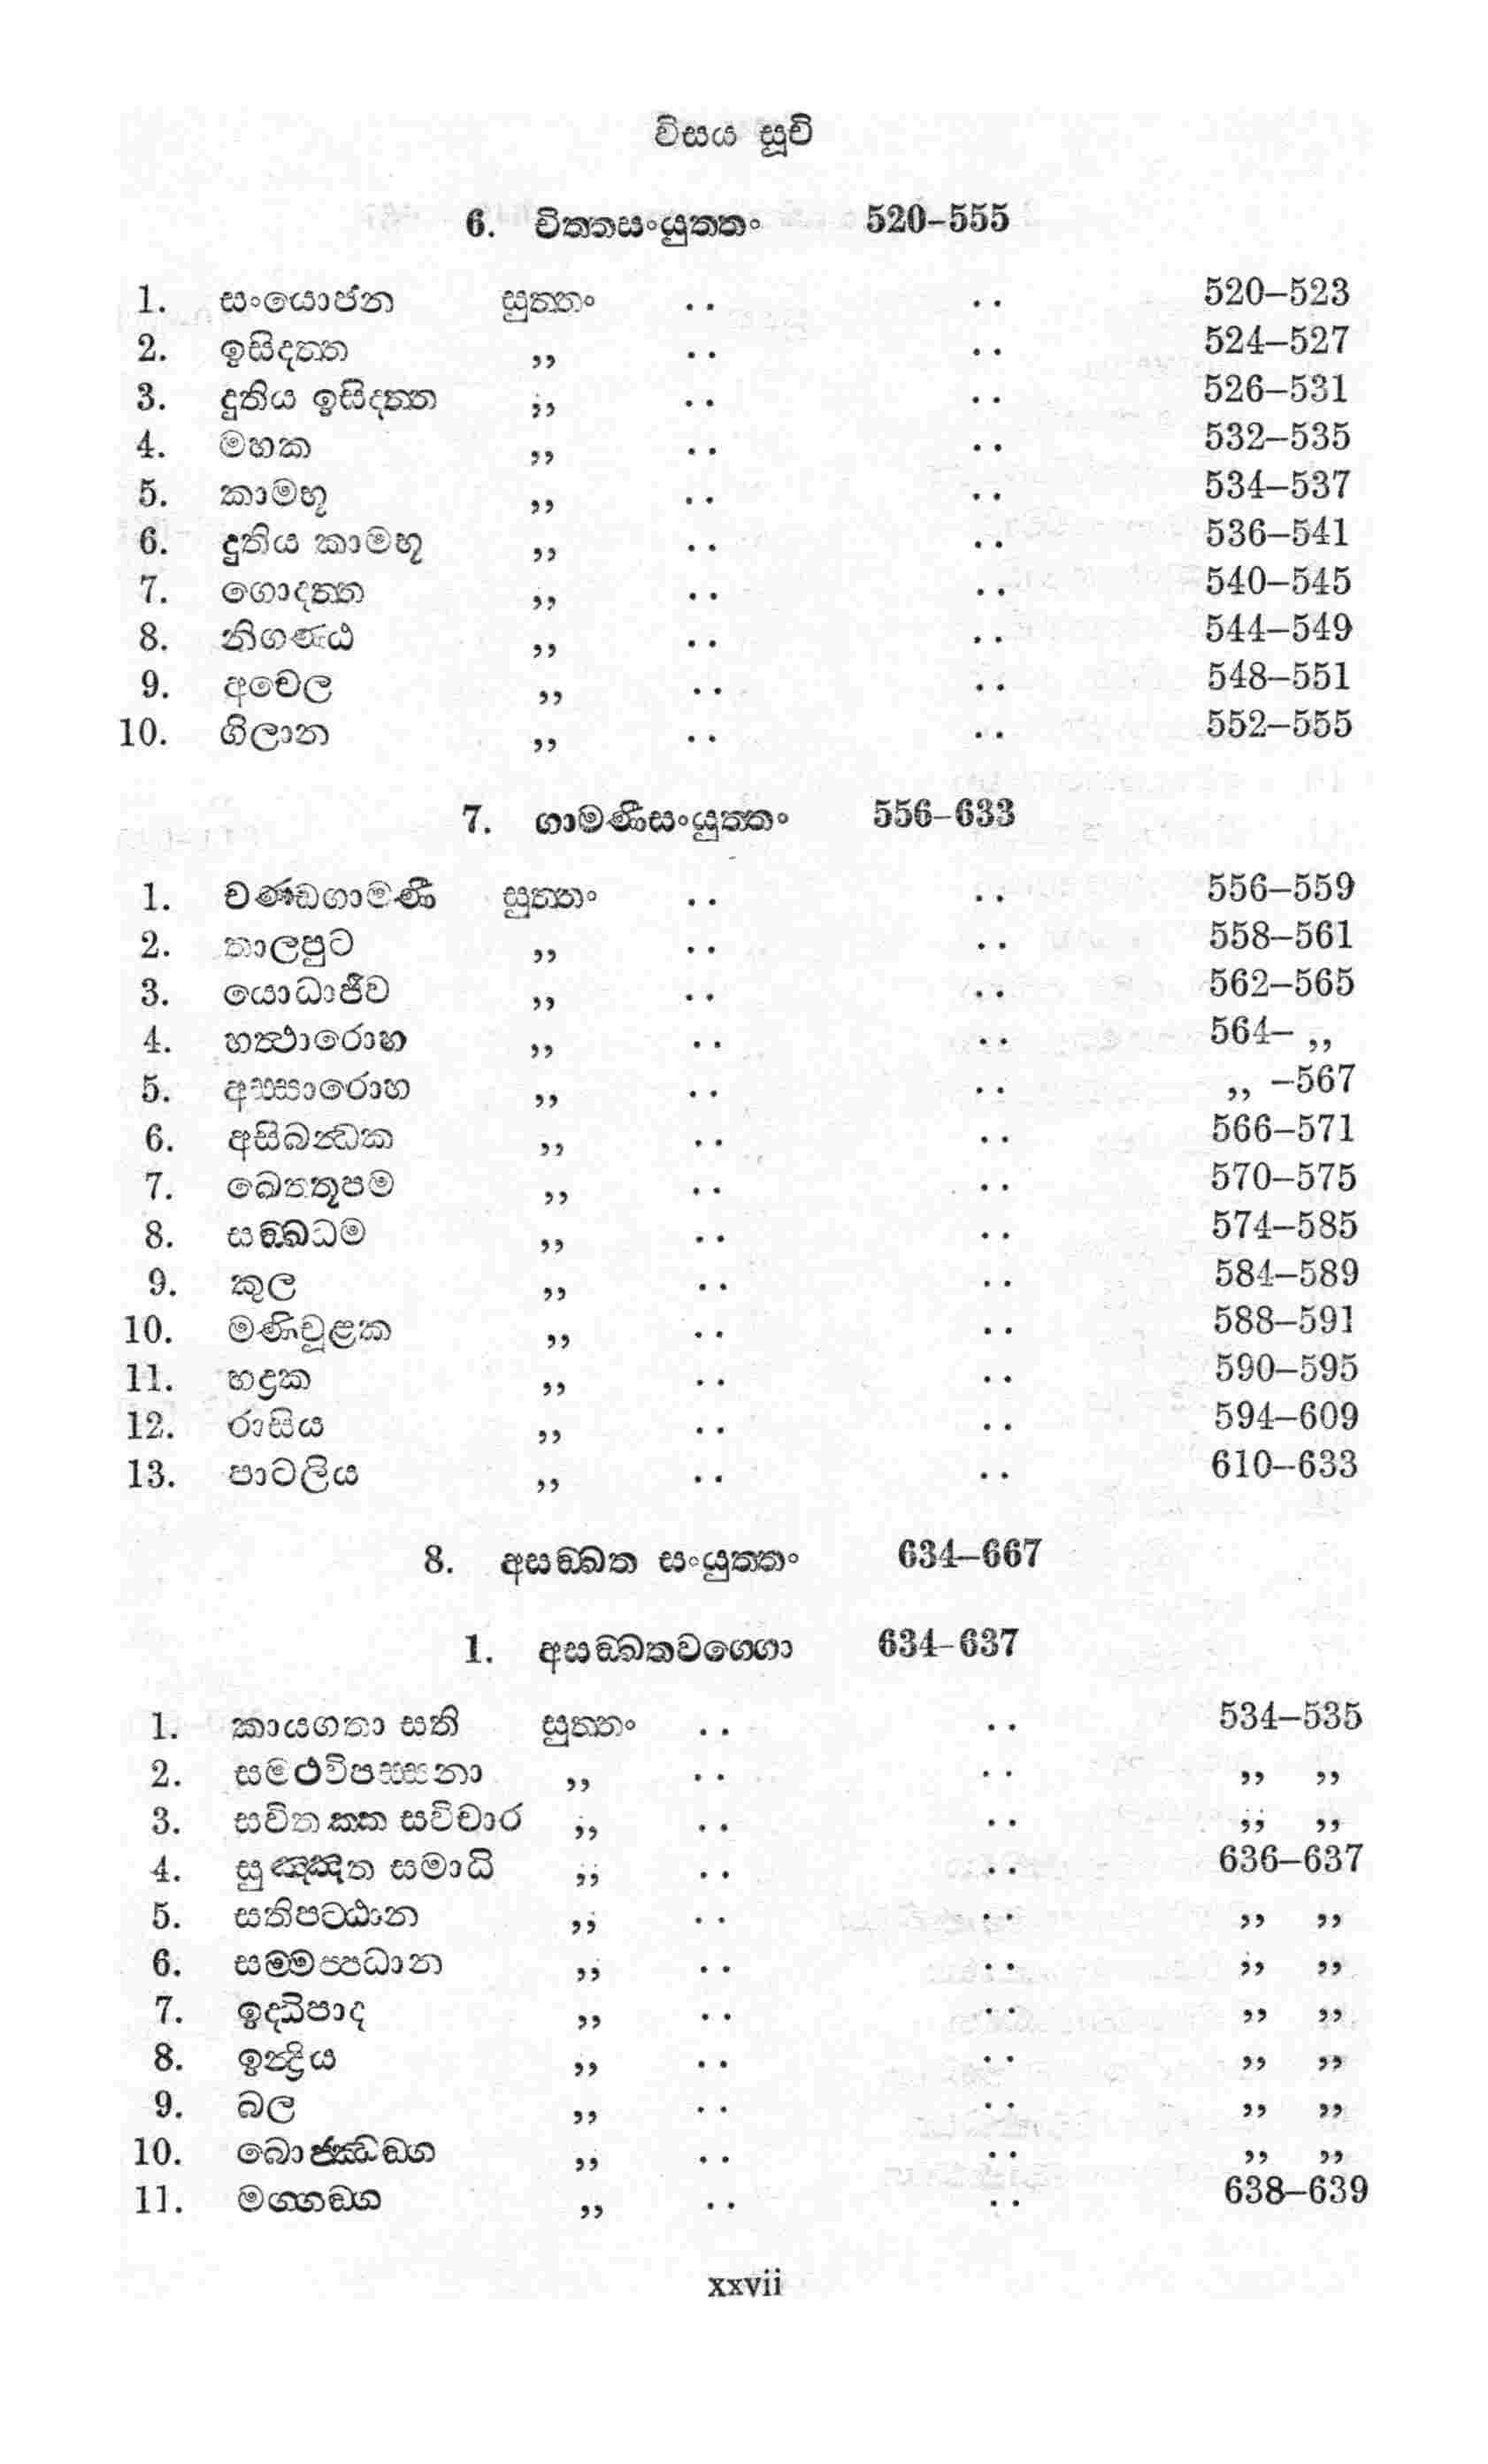 විසය සූචි
6. චිත්තසංයුත්තං 520–555
1. සංයොජන සුත්තං .. .. 520–523
2. ඉසිදත්ත ,, .. .. 524–527
3. දුතිය ඉසිදත්ත ,, .. .. 526–531
4. මහක ,, .. .. 532–535
5. කාමභූ ,, .. .. 534–537
6. දුතිය කාමභූ ,, .. .. 536–541
7. ගොදත්ත ,, .. .. 540–545
8. නිගණ්ඨ ,, .. .. 544–549
9. අචෙල ,, .. .. 548–551
10. ගිලාන ,, .. .. 552–555
7. ගාමණීසංයුත්තං 556–633
1. චණ්ඩගාමණී සුත්තං .. .. 556–559
2. තාලපුට ,, .. .. 558–561
3. යොධාජීව ,, .. .. 562–565
4. හත්ථාරොහ ,, .. .. 564– ,,
5. අස්සාරොහ ,, .. .. ,, –567
6. අසිබන්ධක ,, .. .. 566–571
7. ඛෙත්තූපම ,, .. .. 570–575
8. සඞ්ඛධම ,, .. .. 574–585
9. කුල ,, .. .. 584–589
10. මණිචූළක ,, .. .. 588–591
11. භද්‍රක ,, .. .. 590–595
12. රාසිය ,, .. .. 594–609
13. පාටලිය ,, .. .. 610–633
8. අසඞ්ඛත සංයුත්තං 634–667
1. අසඞ්ඛතවග්ගො 634–637
1. කායගතා සති සුත්තං .. .. 534–535
2. සමථවිපස්සනා ,, .. .. ,, ,,
3. සවිතක්ක සවිචාර ,, .. .. ,, ,,
4. සුඤ්ඤත සමාධි ,, .. .. 636–637
5. සතිපට්ඨාන ,, .. .. ,, ,,
6. සම්මප්පධාන ,, .. .. ,, ,,
7. ඉද්ධිපාද ,, .. .. ,, ,,
8. ඉන්‍ද්‍රිය ,, .. .. ,, ,,
9. බල ,, .. .. ,, ,,
10. බොජ්ඣඞ්ග ,, .. .. ,, ,,
11. මග්ගඞ්ග ,, .. .. 638–639
xxvii